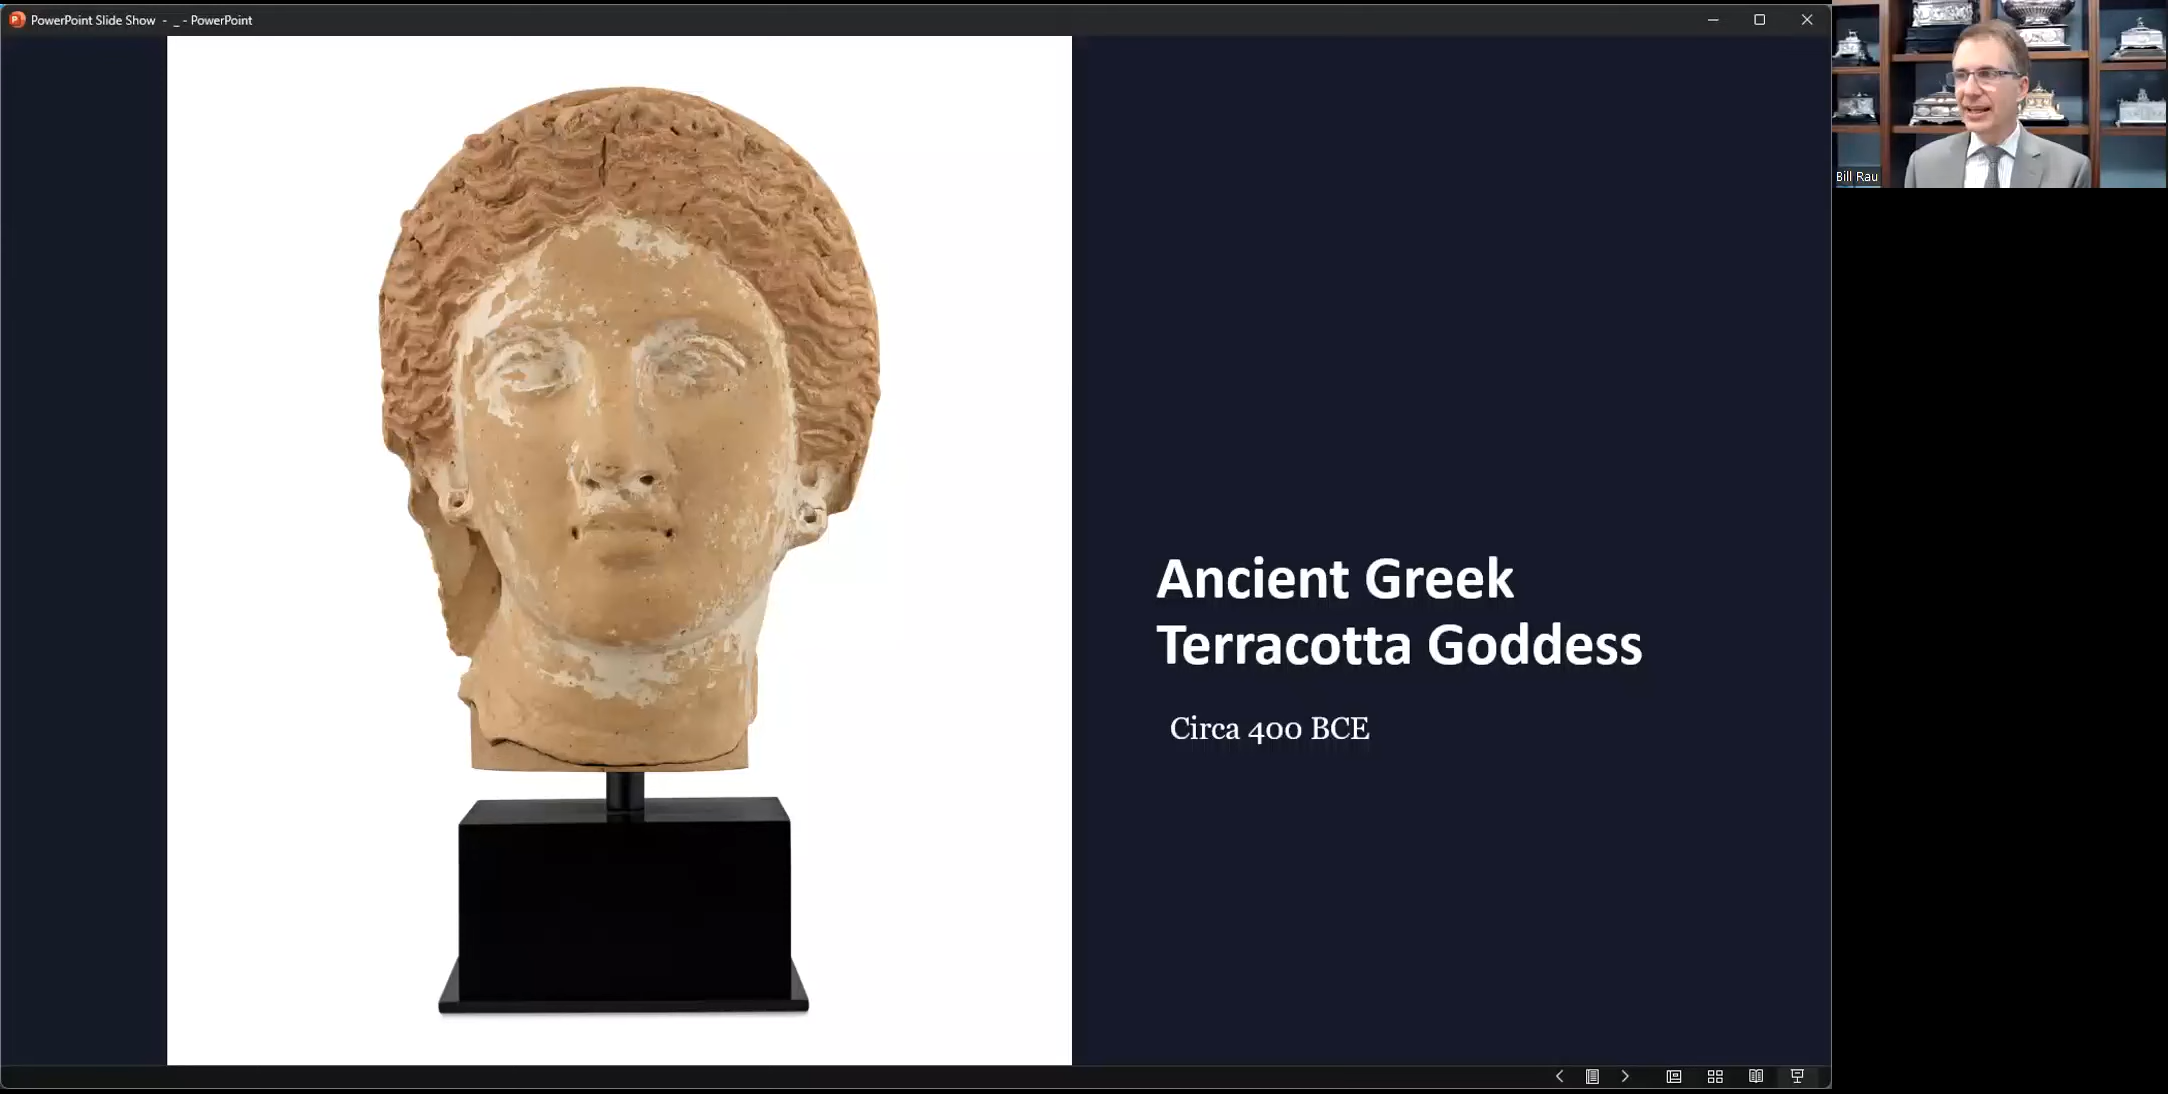 PowerPoint Slide Show - _ - PowerPoint
Bill Rau
Ancient Greek
Terracotta Goddess
Circa 400 BCE